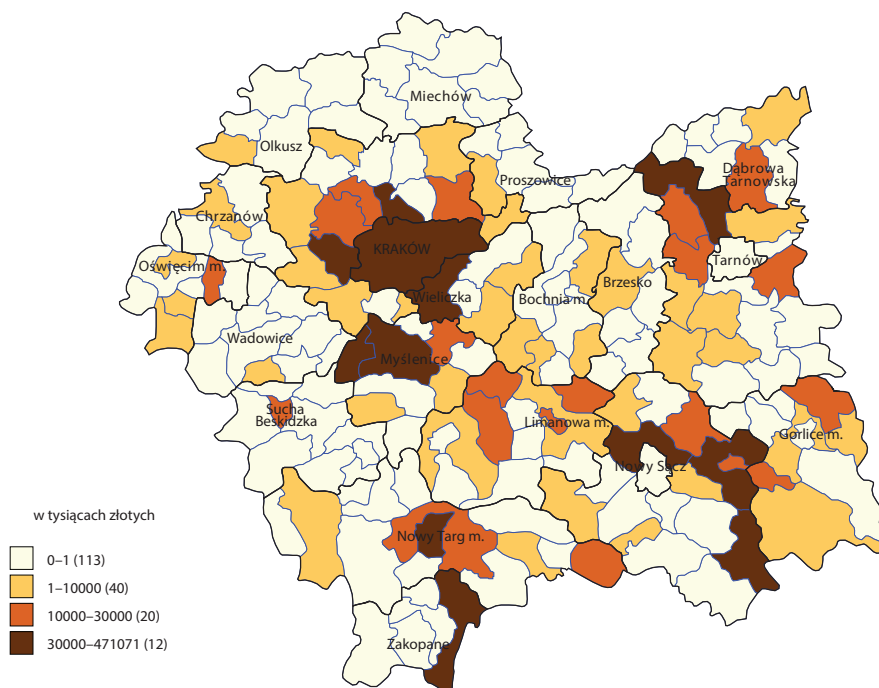 Miechów
Olkusz
Proszowice
Dąbrowa
Tarnowska
Chrzanów
KRAKÓW
Oświęcim m.
Tarnów
Wieliczka
Bochnia m.
Brzesko
Wadowice
Myślenice
Sucha
Beskidzka
Limanowa m.
Gorlice m.
Nowy Sącz
Nowy Targ m.
Zakopane
w tysiącach złotych
0–1 (113)
1–10000 (40)
10000–30000 (20)
30000–471071 (12)